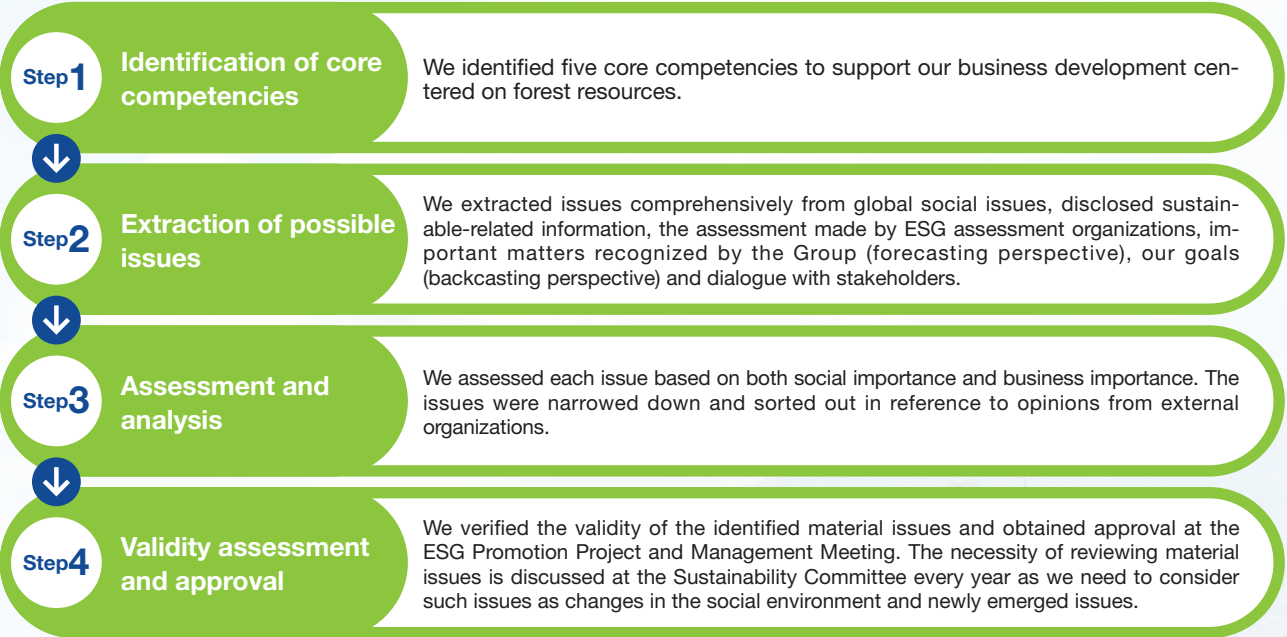 Step1
Identification of core
competencies
We identified five core competencies to support our business development cen-
tered on forest resources.
Step2
Extraction of possible
issues
We extracted issues comprehensively from global social issues, disclosed sustain-
able-related information, the assessment made by ESG assessment organizations, im-
portant matters recognized by the Group (forecasting perspective), our goals
(backcasting perspective) and dialogue with stakeholders.
Step3
Assessment and
analysis
We assessed each issue based on both social importance and business importance. The
issues were narrowed down and sorted out in reference to opinions from external
organizations.
Step4
Validity assessment
and approval
We verified the validity of the identified material issues and obtained approval at the
ESG Promotion Project and Management Meeting. The necessity of reviewing material
issues is discussed at the Sustainability Committee every year as we need to consider
such issues as changes in the social environment and newly emerged issues.